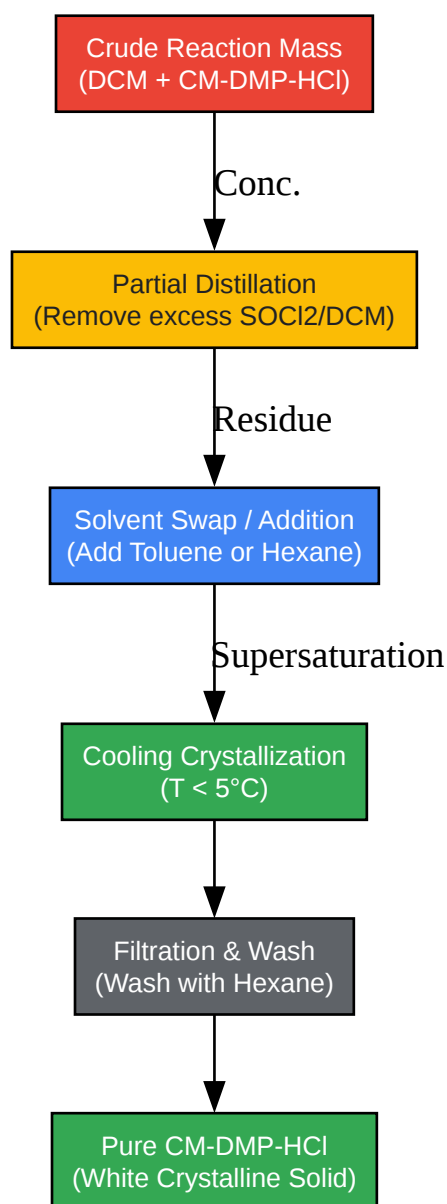 Crude Reaction Mass
(DCM + CM-DMP-HCl)
Conc.
Partial Distillation
(Remove excess SOCl2/DCM)
Residue
Solvent Swap / Addition
(Add Toluene or Hexane)
Supersaturation
Cooling Crystallization
(T < 5°C)
Filtration & Wash
(Wash with Hexane)
Pure CM-DMP-HCl
(White Crystalline Solid)